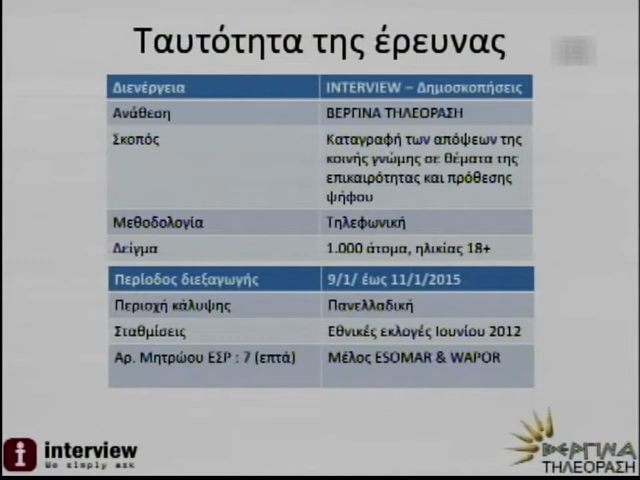 Ταυτότητα της έρευνας
Διενέργεια INTERVIEW – Δημοσκοπήσεις
Ανάθεση ΒΕΡΓΙΝΑ ΤΗΛΕΟΡΑΣΗ
Σκοπός Καταγραφή των απόψεων της
κοινής γνώμης σε θέματα της
επικαιρότητας και πρόθεσης
ψήφου
Μεθοδολογία Τηλεφωνική
Δείγμα 1.000 άτομα, ηλικίας 18+
Περίοδος διεξαγωγής 9/1/ έως 11/1/2015
Περιοχή κάλυψης Πανελλαδική
Σταθμίσεις Εθνικές εκλογές Ιουνίου 2012
Αρ. Μητρώου ΕΣΡ : 7 (επτά) Μέλος ESOMAR & WAPOR
i interview
We simply ask
ΒΕΡΓΙΝΑ
ΤΗΛΕΟΡΑΣΗ